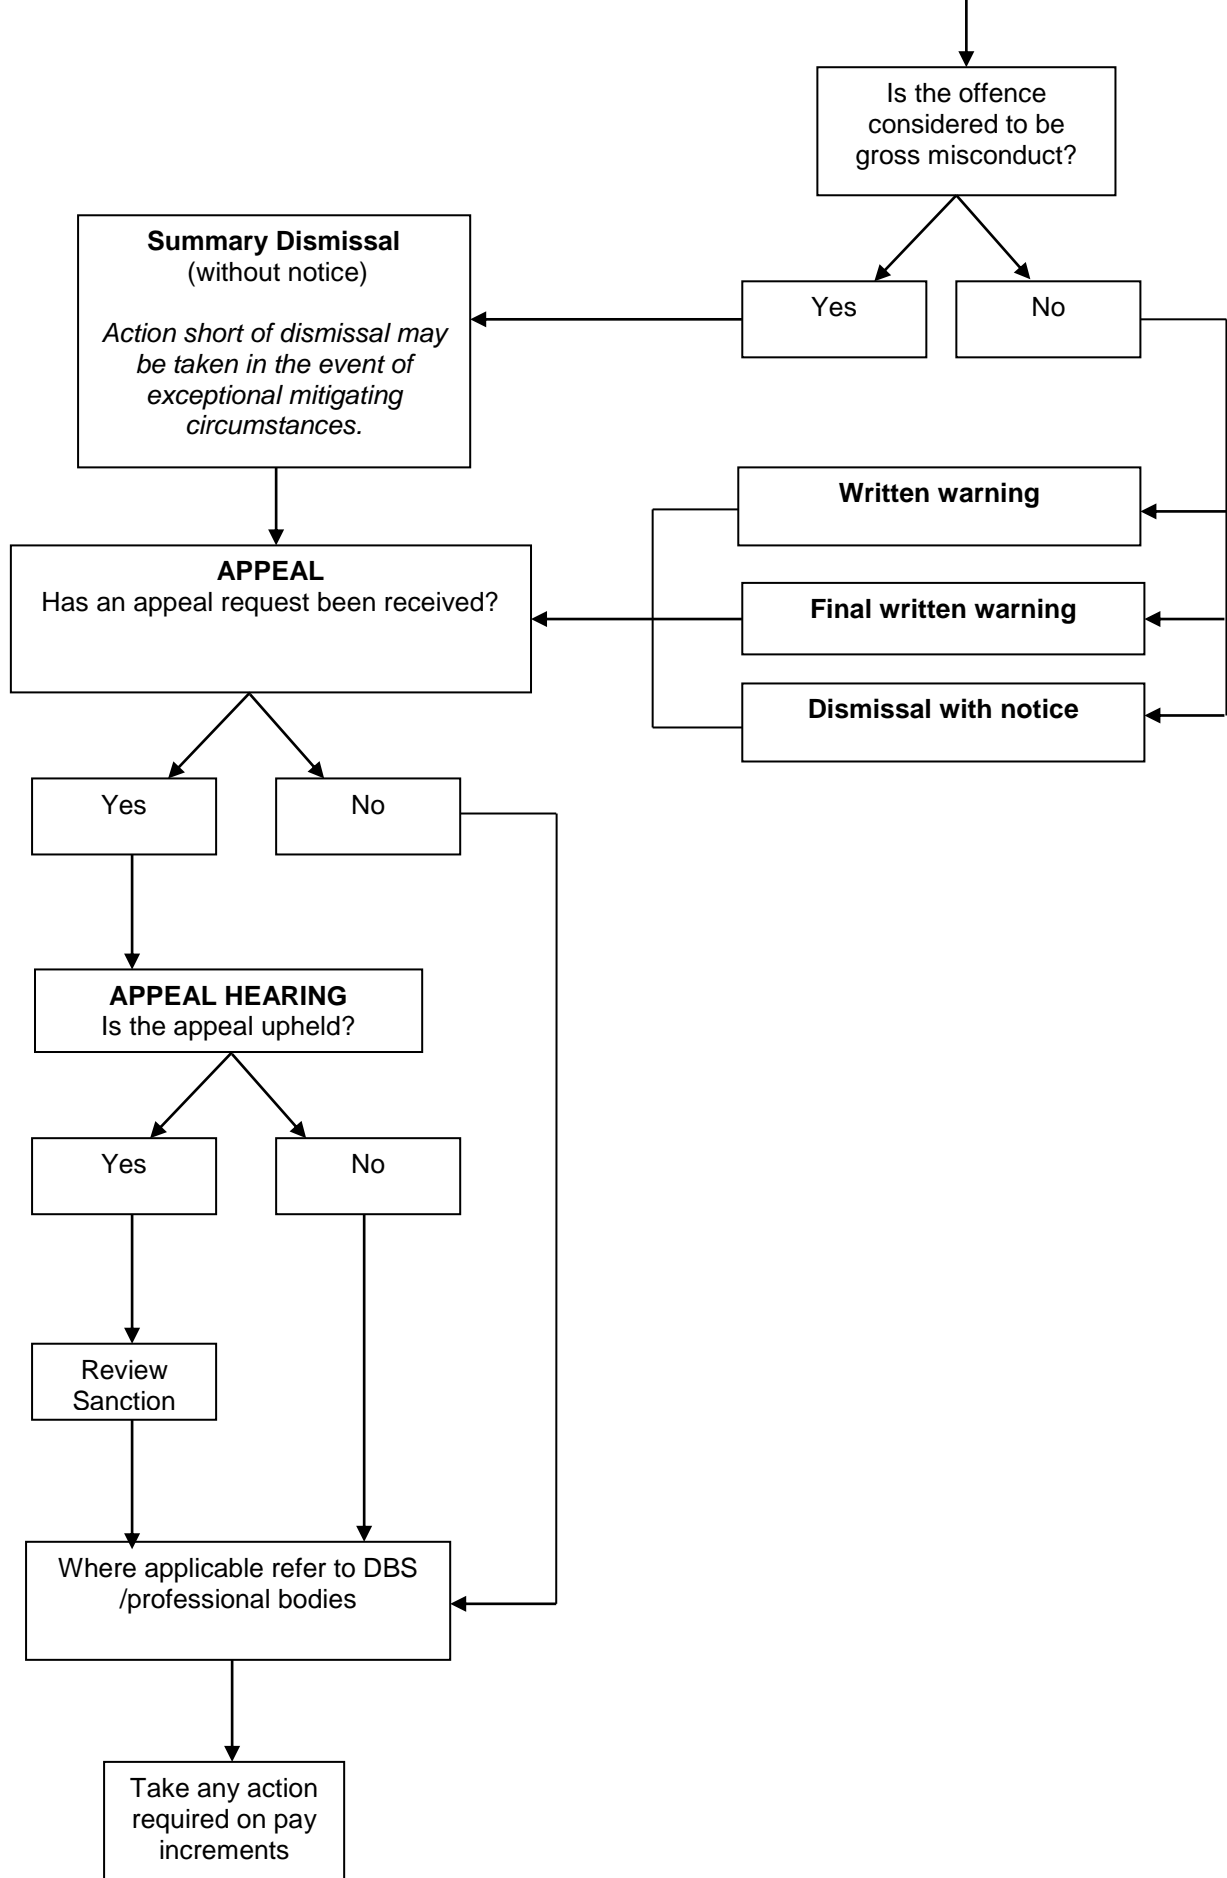 Is the offence
considered to be
gross misconduct?
Summary Dismissal
(without notice)
Action short of dismissal may
be taken in the event of
exceptional mitigating
circumstances.
Yes
No
Written warning
APPEAL
Has an appeal request been received?
Final written warning
Dismissal with notice
Yes
No
APPEAL HEARING
Is the appeal upheld?
Yes
No
Review
Sanction
Where applicable refer to DBS
/professional bodies
Take any action
required on pay
increments